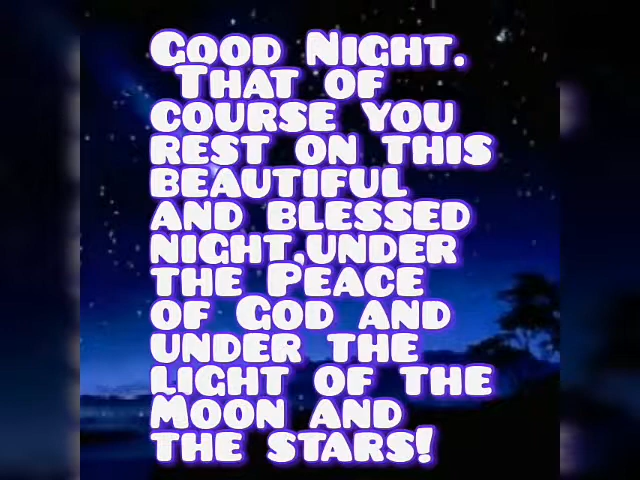 Good Night.
That of
course you
rest on this
beautiful
and blessed
night,under
the Peace
of God and
under the
light of the
Moon and
the stars!